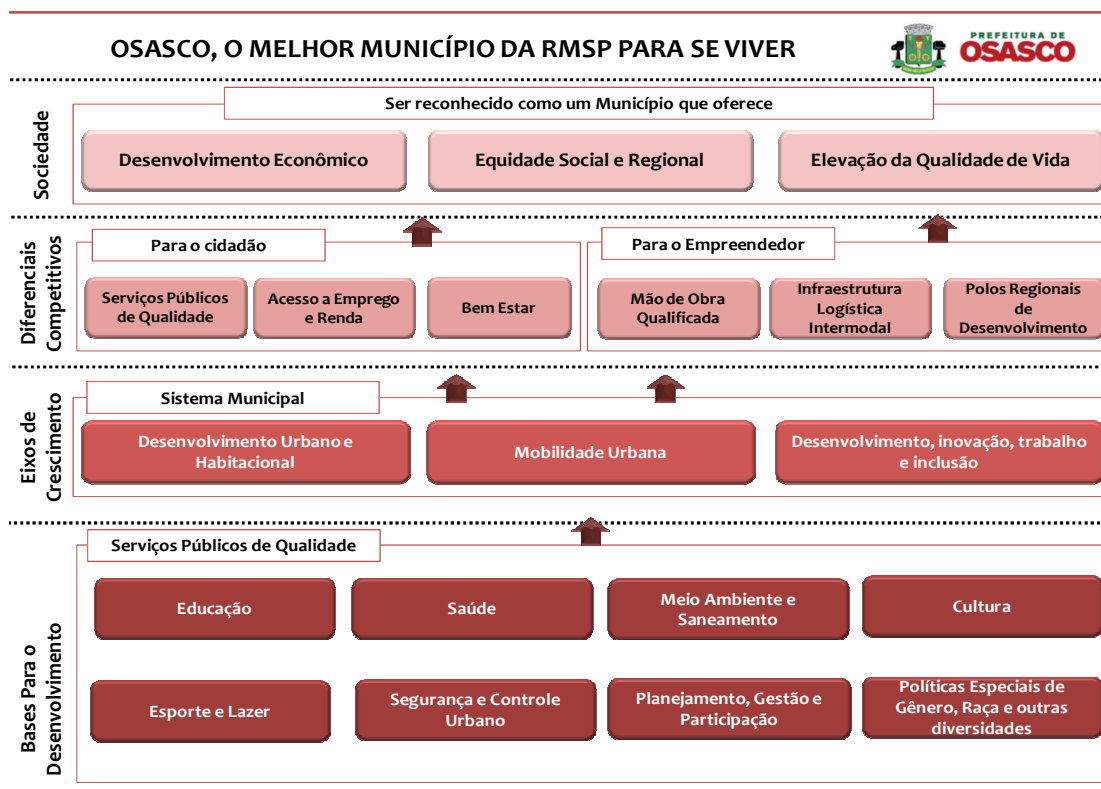 OSASCO, O MELHOR MUNICÍPIO DA RMSP PARA SE VIVER
PREFEITURA DE
OSASCO
Sociedade
Ser reconhecido como um Município que oferece
Desenvolvimento Econômico
Equidade Social e Regional
Elevação da Qualidade de Vida
Diferenciais
Competitivos
Para o cidadão
Serviços Públicos
de Qualidade
Acesso a Emprego
e Renda
Bem Estar
Para o Empreendedor
Mão de Obra
Qualificada
Infraestrutura
Logística
Intermodal
Polos Regionais
de
Desenvolvimento
Eixos de
Crescimento
Sistema Municipal
Desenvolvimento Urbano e
Habitacional
Mobilidade Urbana
Desenvolvimento, inovação, trabalho
e inclusão
Bases Para o
Desenvolvimento
Serviços Públicos de Qualidade
Educação
Saúde
Meio Ambiente e
Saneamento
Cultura
Esporte e Lazer
Segurança e Controle
Urbano
Planejamento, Gestão e
Participação
Políticas Especiais de
Gênero, Raça e outras
diversidades